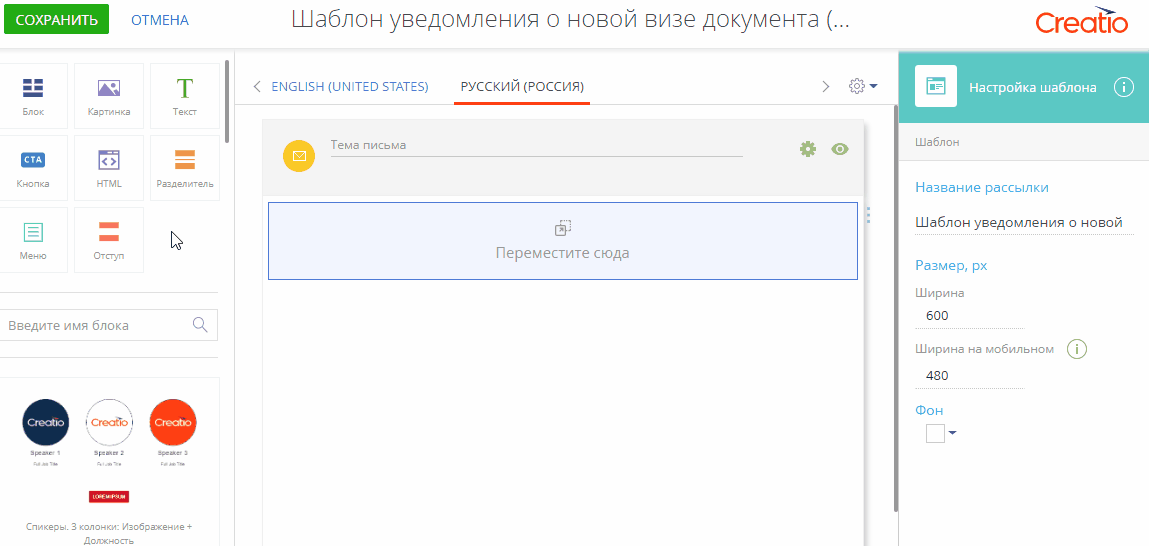 СОХРАНИТЬ
ОТМЕНА
Шаблон уведомления о новой визе документа (...
Creatio
Блок
Картинка
T
Текст
CTA
Кнопка
HTML
Разделитель
Меню
Отступ
Введите имя блока
Creatio
Creatio
Creatio
Speaker 1
Speaker 2
Speaker 3
Full Job Title
Full Job Title
Full Job Title
LOREM IPSUM
Спикеры. 3 колонки: Изображение +
Должность
ENGLISH (UNITED STATES)
РУССКИЙ (РОССИЯ)
Тема письма
Переместите сюда
Настройка шаблона
i
Шаблон
Название рассылки
Шаблон уведомления о новой
Размер, px
Ширина
600
Ширина на мобильном
i
480
Фон